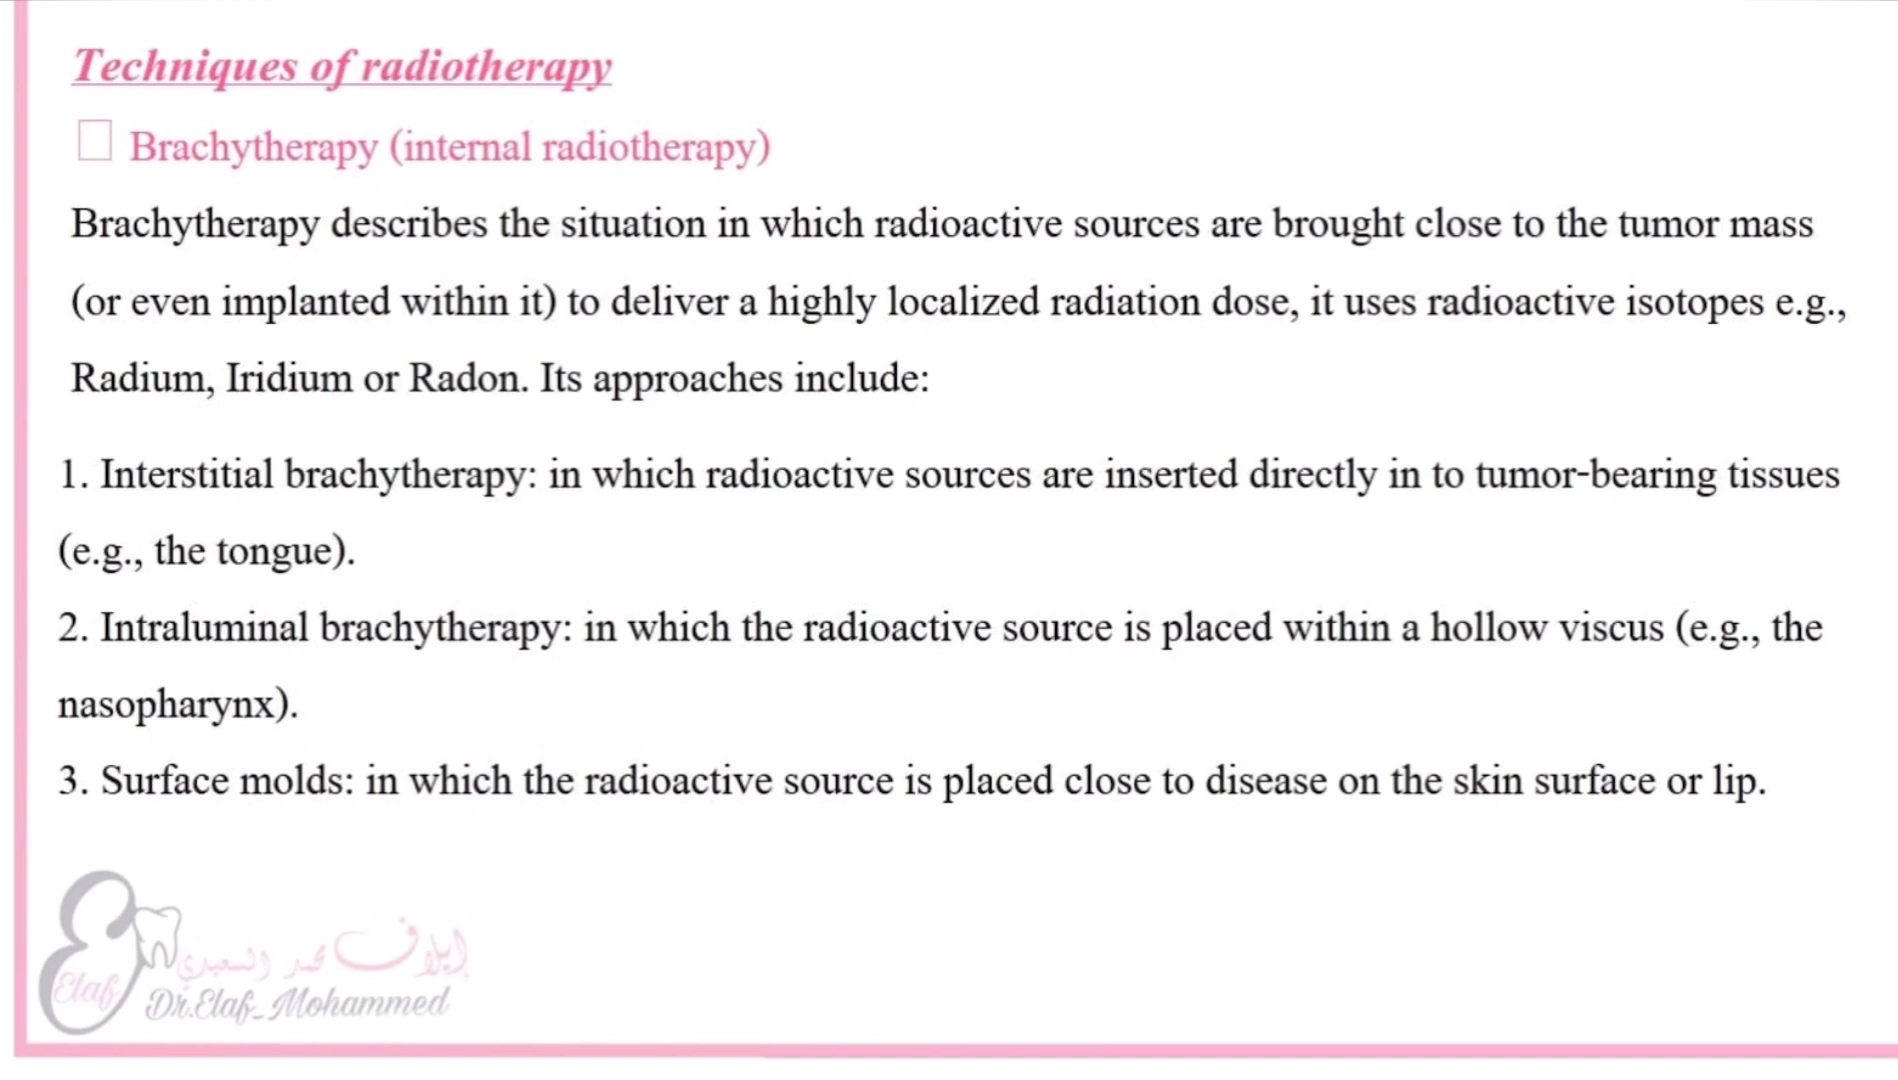 Techniques of radiotherapy
Brachytherapy (internal radiotherapy)
Brachytherapy describes the situation in which radioactive sources are brought close to the tumor mass
(or even implanted within it) to deliver a highly localized radiation dose, it uses radioactive isotopes e.g.,
Radium, Iridium or Radon. Its approaches include:
1. Interstitial brachytherapy: in which radioactive sources are inserted directly in to tumor-bearing tissues
(e.g., the tongue).
2. Intraluminal brachytherapy: in which the radioactive source is placed within a hollow viscus (e.g., the
nasopharynx).
3. Surface molds: in which the radioactive source is placed close to disease on the skin surface or lip.
إيلاف محمد السعيدي
Elaf
Dr.Elaf_Mohammed